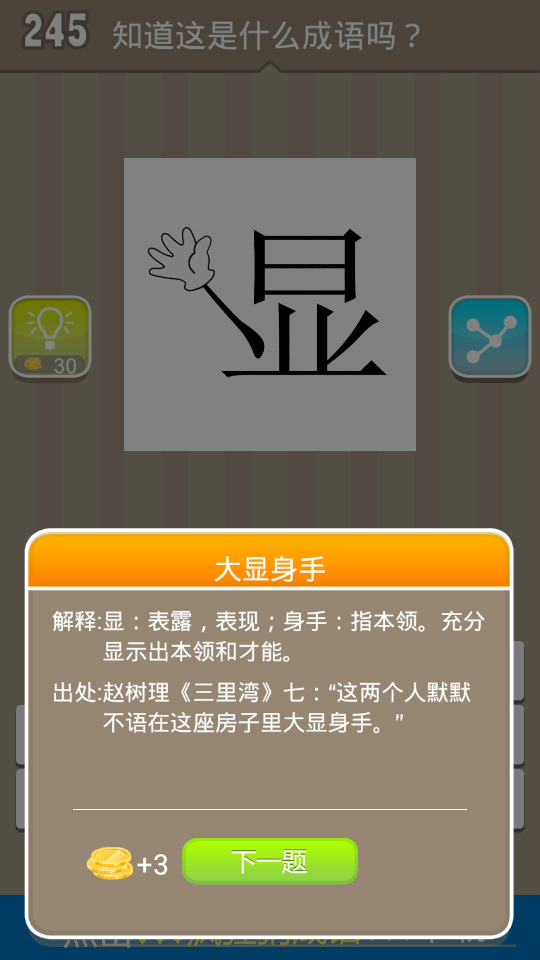 245 知道这是什么成语吗？
显
30
大显身手
解释:显：表露，表现；身手：指本领。充分
显示出本领和才能。
出处:赵树理《三里湾》七：“这两个人默默
不语在这座房子里大显身手。”
+3 下一题